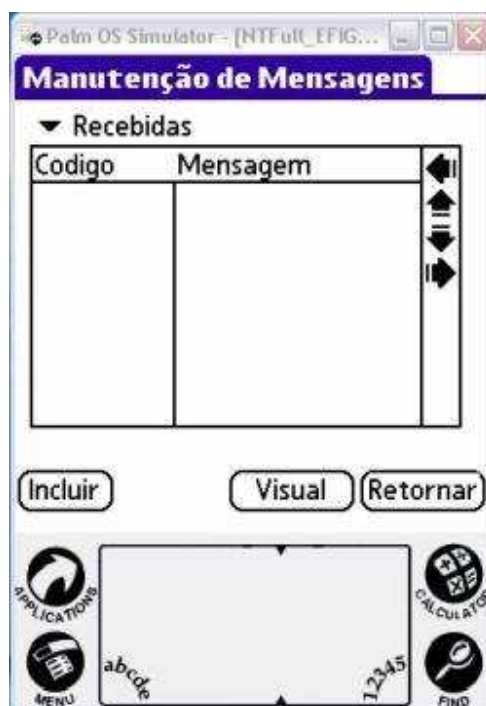 Palm OS Simulator - [NTFull_EFIG...
Manutenção de Mensagens
Recebidas
Codigo Mensagem
Incluir Visual Retornar
APPLICATIONS
CALCULATOR
abcde
12345
MENU
FIND